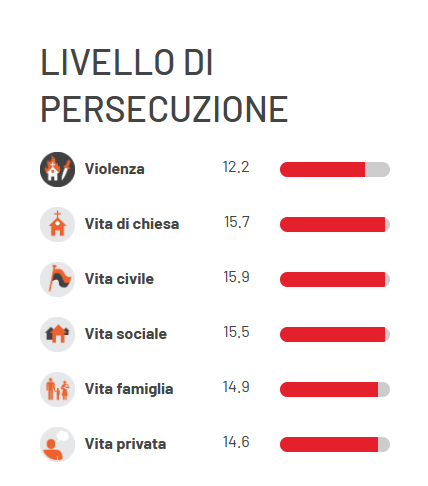 LIVELLO DI
PERSECUZIONE
Violenza 12.2
Vita di chiesa 15.7
Vita civile 15.9
Vita sociale 15.5
Vita famiglia 14.9
Vita privata 14.6